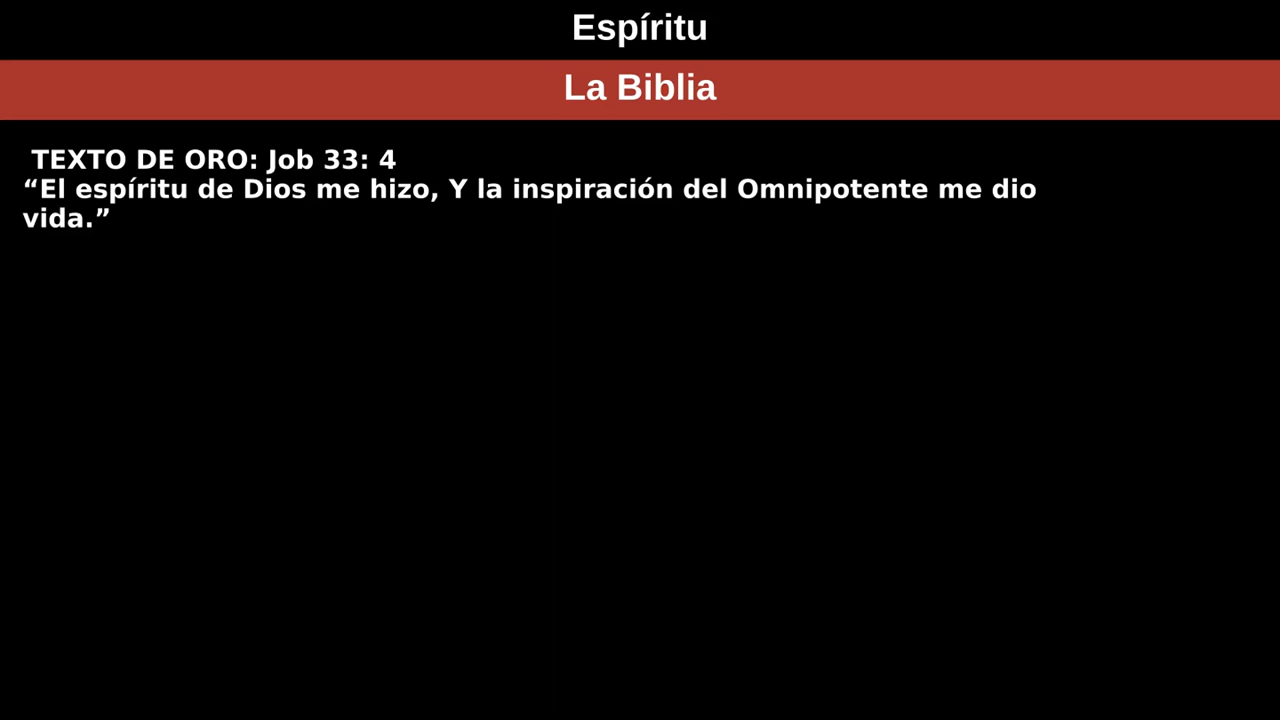 Espíritu
La Biblia
TEXTO DE ORO: Job 33: 4
“El espíritu de Dios me hizo, Y la inspiración del Omnipotente me dio
vida.”